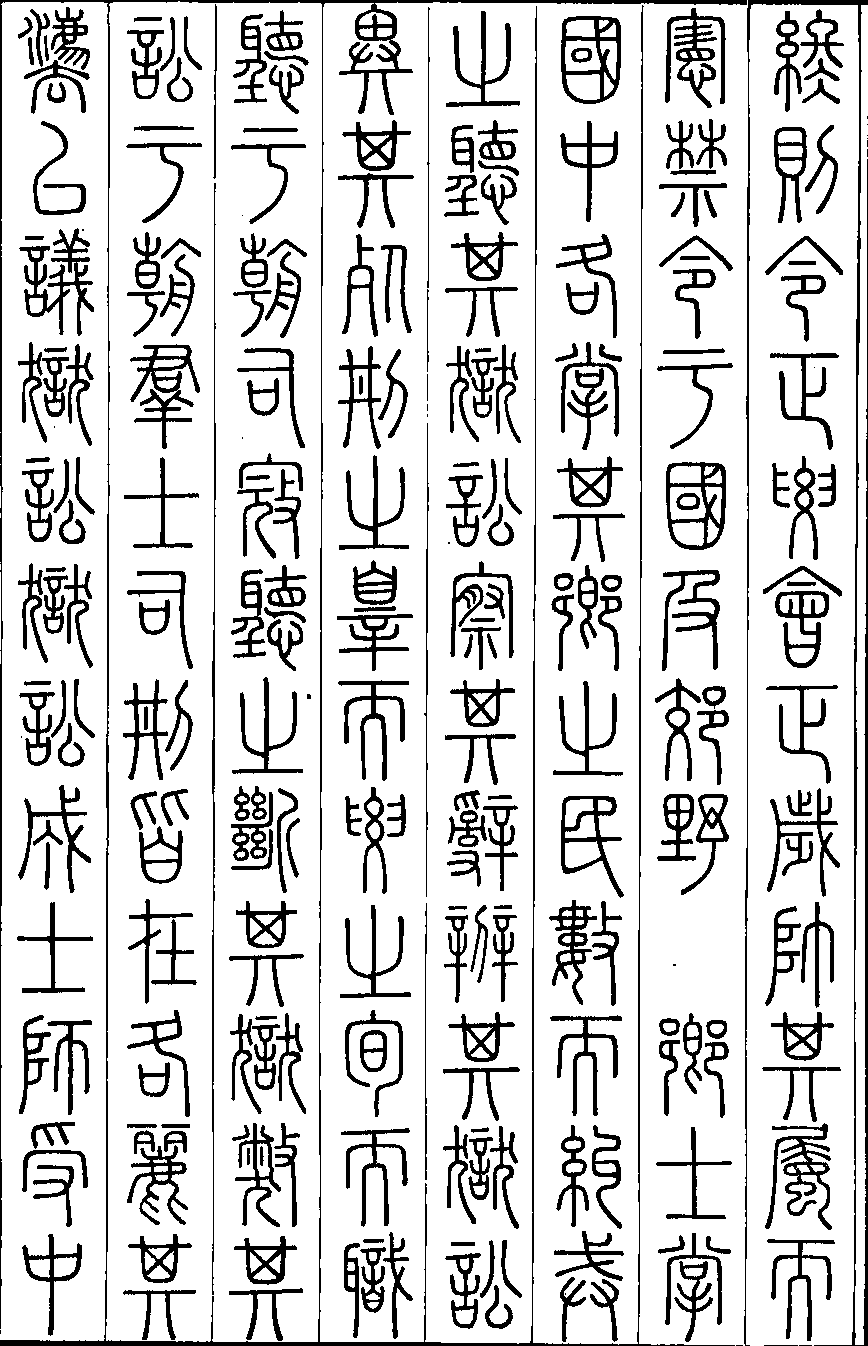 終則令正要會正歲帥其屬而
憲禁令于國及郊野　鄉士掌
國中各掌其鄉之民數而糾戒
之聽其獄訟察其辭辨其獄訟
異其死刑之辠而要之旬而職
聽于朝司寇聽之斷其獄弊其
訟于朝羣士司刑皆在各麗其
灋以議獄訟獄訟成士師受中